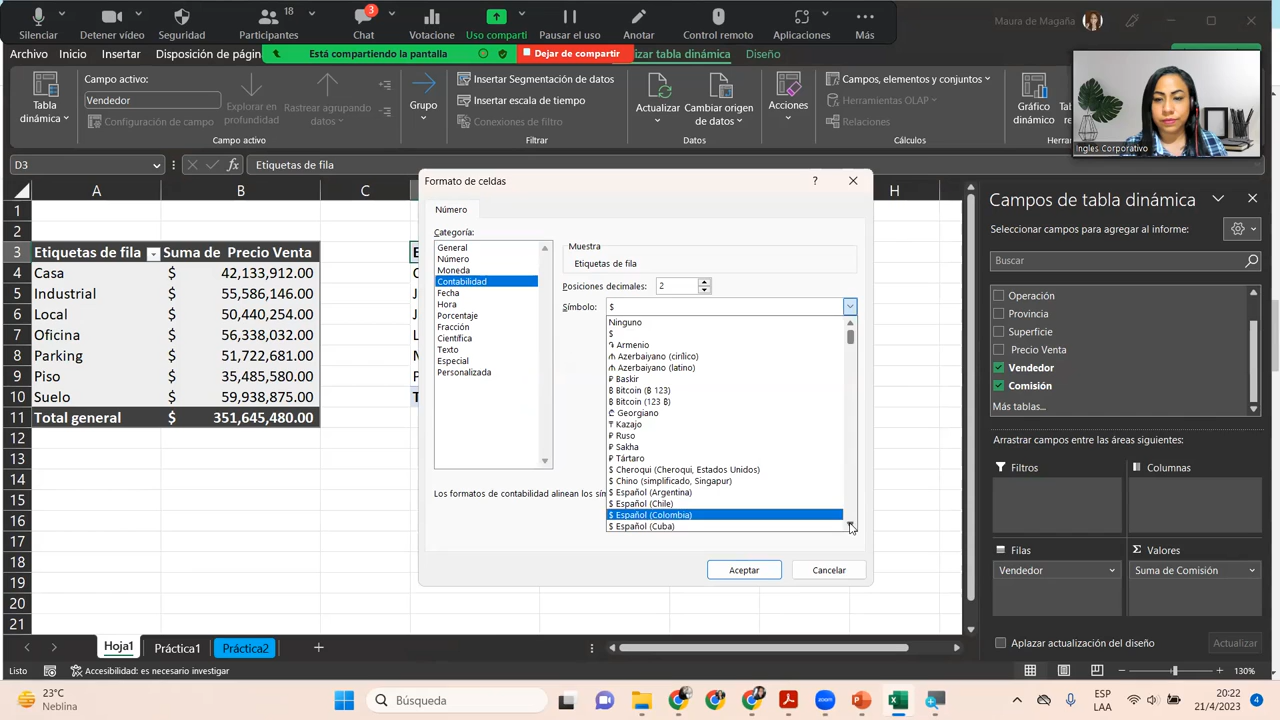 Silenciar
Detener vídeo
Seguridad
18
Participantes
3
Chat
Votacione
Uso comparti
Pausar el uso
Anotar
Control remoto
Aplicaciones
Más
Maura de Magaña
Archivo
Inicio
Insertar
Disposición de págin
Está compartiendo la pantalla
Dejar de compartir
lizar tabla dinámica
Diseño
Tabla
dinámica
Campo activo:
Vendedor
Configuración de campo
Explorar en
profundidad
Rastrear agrupando
datos
Campo activo
Grupo
Insertar Segmentación de datos
Insertar escala de tiempo
Conexiones de filtro
Filtrar
Actualizar
Cambiar origen
de datos
Datos
Acciones
Campos, elementos y conjuntos
Herramientas OLAP
Relaciones
Cálculos
Gráfico
dinámico
Ingles Corporativo
D3
fx
Etiquetas de fila
A
B
C
H
1
2
3 Etiquetas de fila Suma de Precio Venta
4 Casa $ 42,133,912.00
5 Industrial $ 55,586,146.00
6 Local $ 50,440,254.00
7 Oficina $ 56,338,032.00
8 Parking $ 51,722,681.00
9 Piso $ 35,485,580.00
10 Suelo $ 59,938,875.00
11 Total general $ 351,645,480.00
12
13
14
15
16
17
18
19
20
21
Formato de celdas
?
Número
Categoría:
General
Número
Moneda
Contabilidad
Fecha
Hora
Porcentaje
Fracción
Científica
Texto
Especial
Personalizada
Muestra
Etiquetas de fila
Posiciones decimales: 2
Símbolo: $
Ninguno
$
֏ Armenio
₼ Azerbaiyano (cirílico)
₼ Azerbaiyano (latino)
₽ Baskir
₿ Bitcoin (₿ 123)
₿ Bitcoin (123 ₿)
₾ Georgiano
₸ Kazajo
₽ Ruso
₽ Sakha
₽ Tártaro
$ Cheroqui (Cheroqui, Estados Unidos)
$ Chino (simplificado, Singapur)
$ Español (Argentina)
$ Español (Chile)
$ Español (Colombia)
$ Español (Cuba)
Los formatos de contabilidad alinean los sín
Aceptar
Cancelar
Campos de tabla dinámica
Seleccionar campos para agregar al informe:
Buscar
Operación
Provincia
Superficie
Precio Venta
Vendedor
Comisión
Más tablas...
Arrastrar campos entre las áreas siguientes:
Filtros
Columnas
Filas
Σ Valores
Vendedor
Suma de Comisión
Aplazar actualización del diseño
Actualizar
Hoja1
Práctica1
Práctica2
Listo
Accesibilidad: es necesario investigar
130%
23°C
Neblina
Búsqueda
ESP
LAA
20:22
21/4/2023